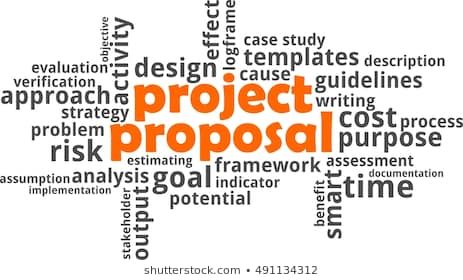 objective
activity
effect
logframe
case study
templates
description
evaluation
design
cause
guidelines
verification
approach
project
writing
strategy
cost
process
problem
proposal
purpose
risk
estimating
framework
assessment
assumption
analysis
goal
indicator
documentation
implementation
time
potential
stakeholder
output
benefit
smart
shutterstock.com · 491134312